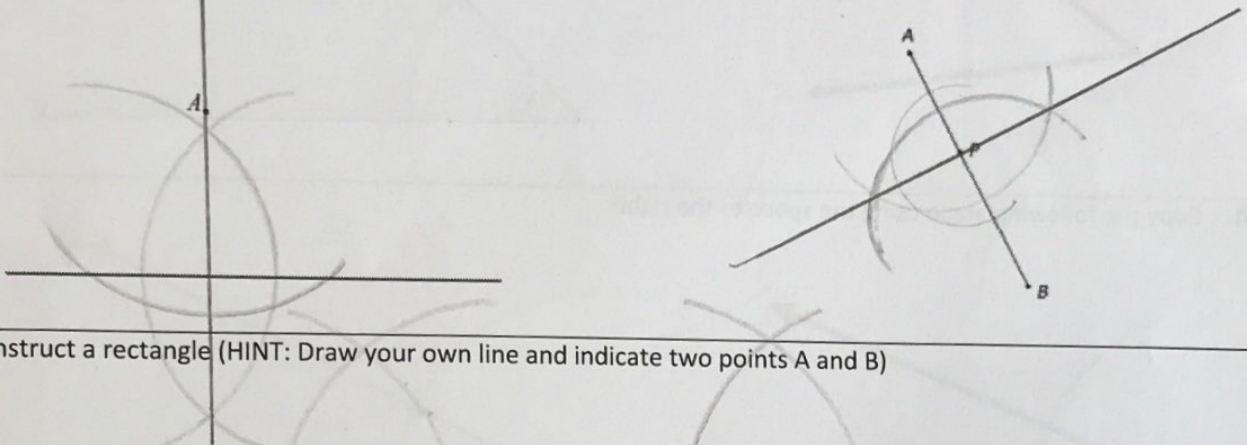 A
A
P
B
nstruct a rectangle (HINT: Draw your own line and indicate two points A and B)